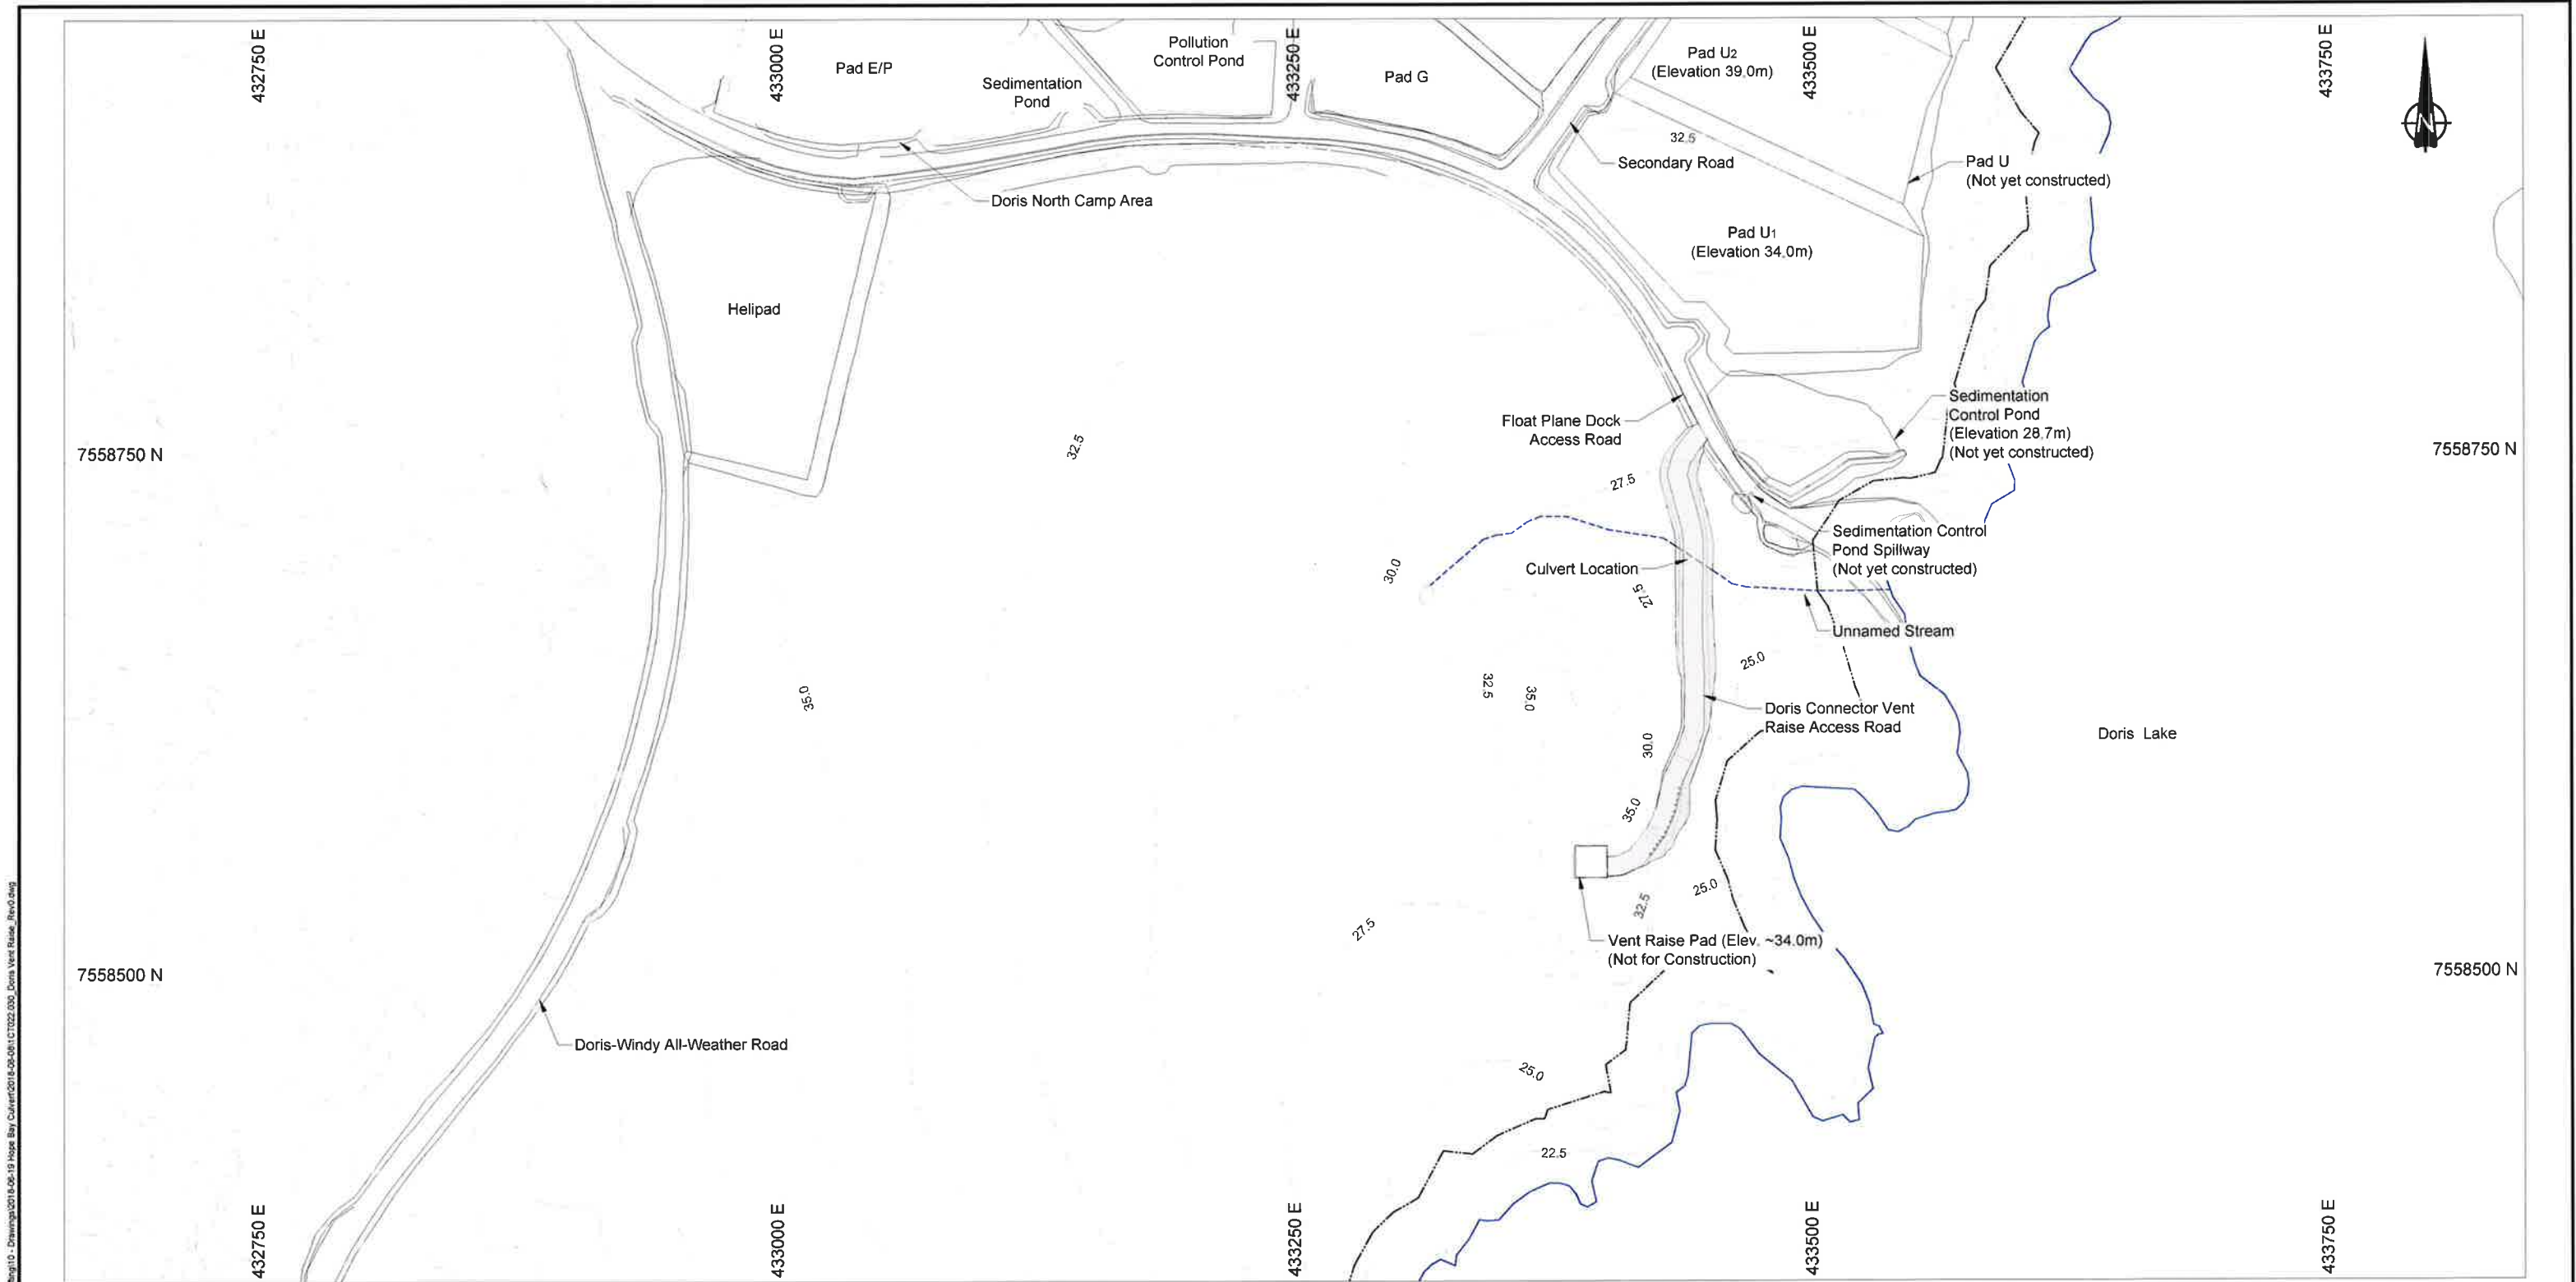 432750 E
433000 E
433250 E
433500 E
433750 E
Pad E/P
Sedimentation
Pond
Pollution
Control Pond
Pad G
Pad U2
(Elevation 39.0m)
N
32.5
Secondary Road
Pad U
(Not yet constructed)
Doris North Camp Area
Pad U1
(Elevation 34.0m)
Helipad
Float Plane Dock
Access Road
Sedimentation
Control Pond
(Elevation 28.7m)
(Not yet constructed)
7558750 N
32.5
7558750 N
27.5
Sedimentation Control
Pond Spillway
(Not yet constructed)
30.0
Culvert Location
27.5
Unnamed Stream
25.0
35.0
32.5
35.0
Doris Connector Vent
Raise Access Road
30.0
Doris Lake
35.0
25.0
32.5
27.5
Vent Raise Pad (Elev. ~34.0m)
(Not for Construction)
7558500 N
7558500 N
Doris-Windy All-Weather Road
25.0
22.5
432750 E
433000 E
433250 E
433500 E
433750 E